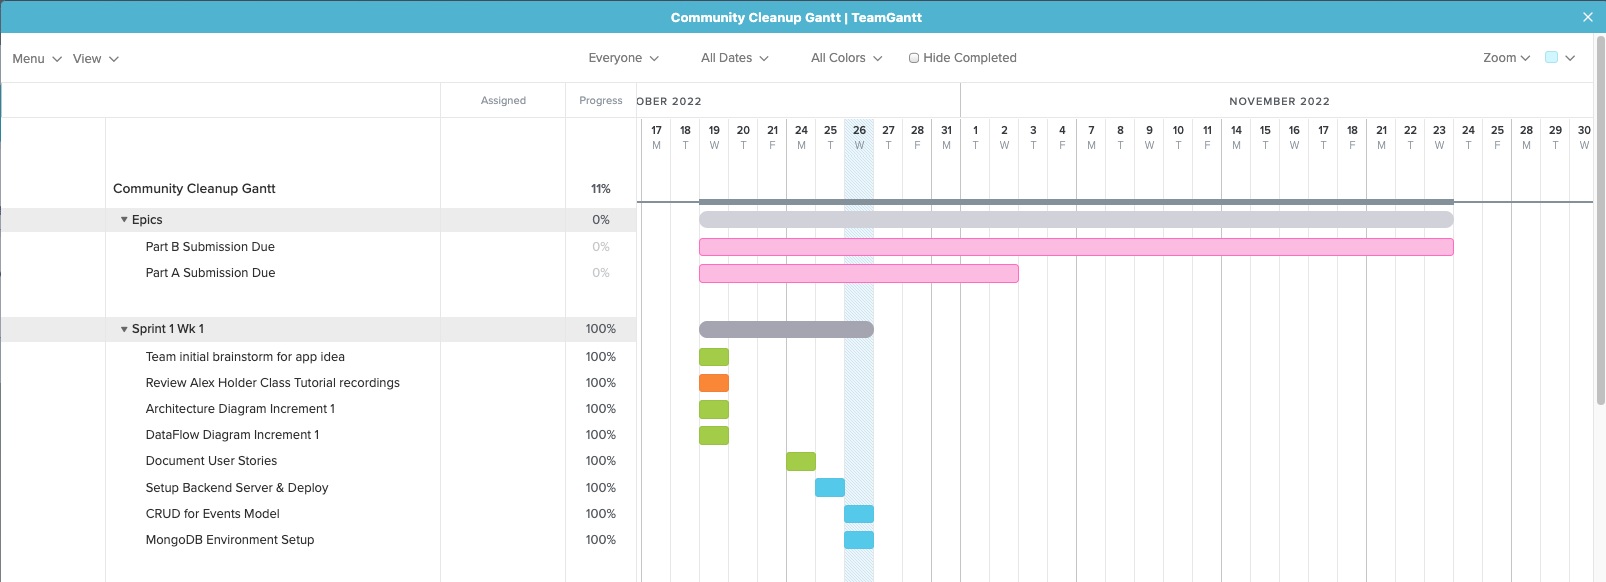 Community Cleanup Gantt | TeamGantt
Menu View Everyone All Dates All Colors Hide Completed Zoom
Assigned Progress OBER 2022 NOVEMBER 2022
17 18 19 20 21 24 25 26 27 28 31 1 2 3 4 7 8 9 10 11 14 15 16 17 18 21 22 23 24 25 28 29 30
M T W T F M T W T F M T W T F M T W T F M T W T F M T W T F M T W
Community Cleanup Gantt 11%
Epics 0%
Part B Submission Due 0%
Part A Submission Due 0%
Sprint 1 Wk 1 100%
Team initial brainstorm for app idea 100%
Review Alex Holder Class Tutorial recordings 100%
Architecture Diagram Increment 1 100%
DataFlow Diagram Increment 1 100%
Document User Stories 100%
Setup Backend Server & Deploy 100%
CRUD for Events Model 100%
MongoDB Environment Setup 100%